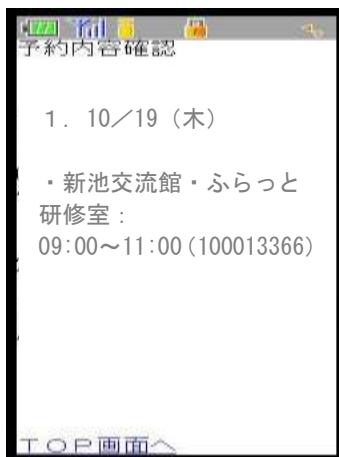 予約内容確認
１．10／19（木）
・新池交流館・ふらっと
研修室：
09:00～11:00(100013366)
ＴＯＰ画面へ